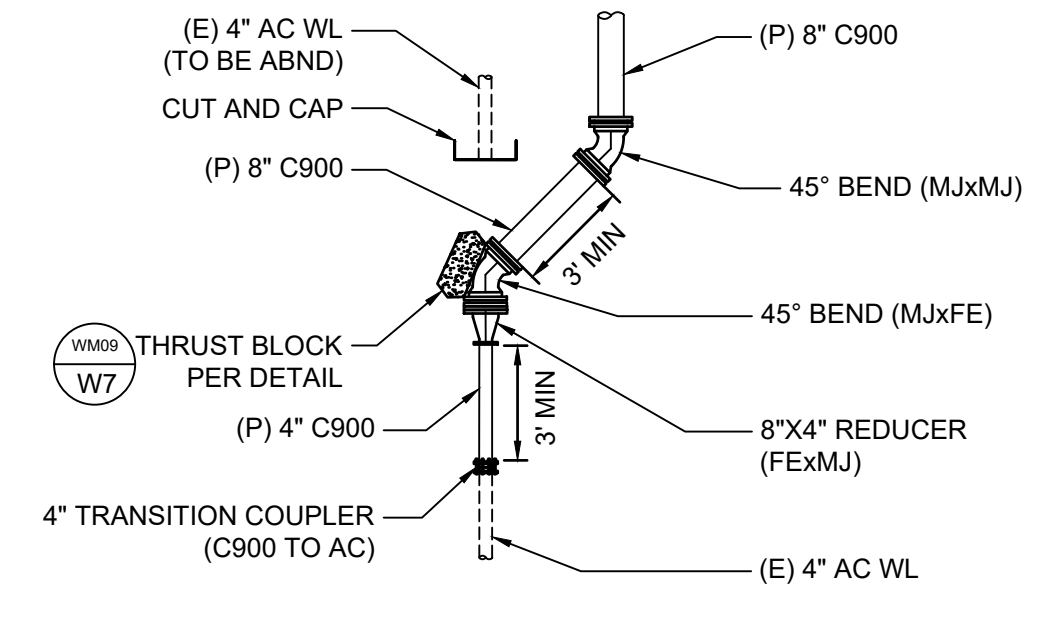 (E) 4" AC WL
(TO BE ABND)
CUT AND CAP
(P) 8" C900
(P) 8" C900
45° BEND (MJxMJ)
3' MIN
45° BEND (MJxFE)
WM09
W7
THRUST BLOCK
PER DETAIL
(P) 4" C900
3' MIN
8"X4" REDUCER
(FExMJ)
4" TRANSITION COUPLER
(C900 TO AC)
(E) 4" AC WL